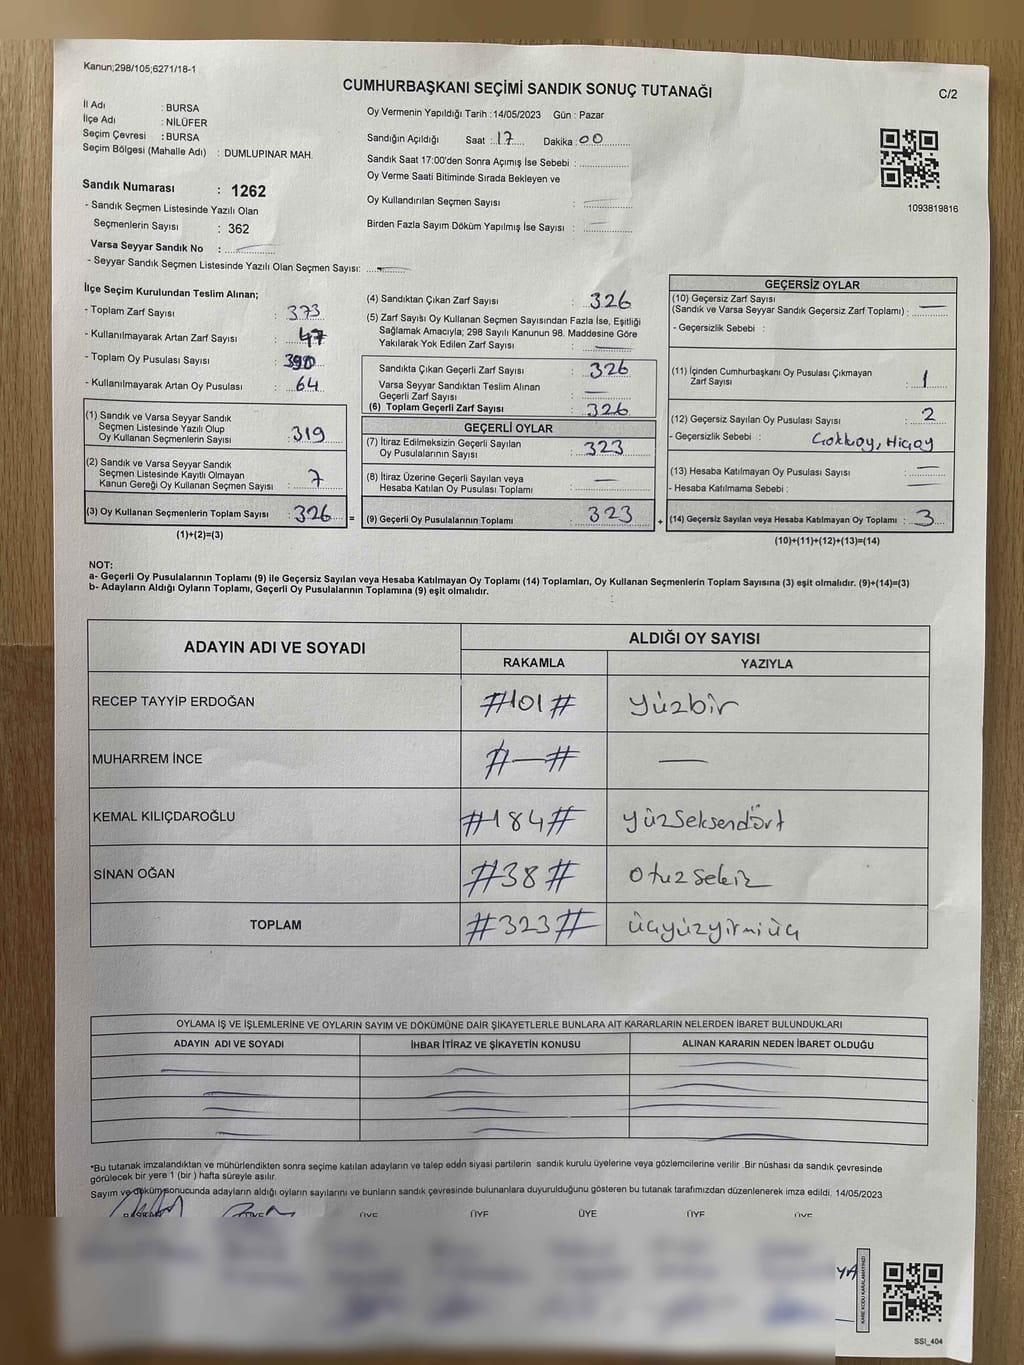 Kanun;298/105;6271/18-1
CUMHURBAŞKANI SEÇİMİ SANDIK SONUÇ TUTANAĞI
C/2
İl Adı : BURSA
İlçe Adı : NİLÜFER
Seçim Çevresi : BURSA
Seçim Bölgesi (Mahalle Adı) : DUMLUPINAR MAH.
Sandık Numarası : 1262
- Sandık Seçmen Listesinde Yazılı Olan
Seçmenlerin Sayısı : 362
Varsa Seyyar Sandık No :
- Seyyar Sandık Seçmen Listesinde Yazılı Olan Seçmen Sayısı:
Oy Vermenin Yapıldığı Tarih :14/05/2023 Gün : Pazar
Sandığın Açıldığı Saat : 17 Dakika : 00
Sandık Saat 17:00'den Sonra Açımış İse Sebebi :
Oy Verme Saati Bitiminde Sırada Bekleyen ve
Oy Kullandırılan Seçmen Sayısı : —
Birden Fazla Sayım Döküm Yapılmış İse Sayısı : —
1093819816
İlçe Seçim Kurulundan Teslim Alınan;
- Toplam Zarf Sayısı : 373
- Kullanılmayarak Artan Zarf Sayısı : 47
- Toplam Oy Pusulası Sayısı :
- Kullanılmayarak Artan Oy Pusulası : 64
(1) Sandık ve Varsa Seyyar Sandık
Seçmen Listesinde Yazılı Olup
Oy Kullanan Seçmenlerin Sayısı : 319
(2) Sandık ve Varsa Seyyar Sandık
Seçmen Listesinde Kayıtlı Olmayan
Kanun Gereği Oy Kullanan Seçmen Sayısı : 7
(3) Oy Kullanan Seçmenlerin Toplam Sayısı : 326 =
(1)+(2)=(3)
(4) Sandıktan Çıkan Zarf Sayısı : 326
(5) Zarf Sayısı Oy Kullanan Seçmen Sayısından Fazla İse, Eşitliği
Sağlamak Amacıyla; 298 Sayılı Kanunun 98. Maddesine Göre
Yakılarak Yok Edilen Zarf Sayısı : —
Sandıkta Çıkan Geçerli Zarf Sayısı : 326
Varsa Seyyar Sandıktan Teslim Alınan
Geçerli Zarf Sayısı : —
(6) Toplam Geçerli Zarf Sayısı : 326
GEÇERLİ OYLAR
(7) İtiraz Edilmeksizin Geçerli Sayılan
Oy Pusulalarının Sayısı : 323
(8) İtiraz Üzerine Geçerli Sayılan veya
Hesaba Katılan Oy Pusulası Toplamı : —
(9) Geçerli Oy Pusulalarının Toplamı : 323 +
GEÇERSİZ OYLAR
(10) Geçersiz Zarf Sayısı
(Sandık ve Varsa Seyyar Sandık Geçersiz Zarf Toplamı) : —
- Geçersizlik Sebebi :
(11) İçinden Cumhurbaşkanı Oy Pusulası Çıkmayan
Zarf Sayısı : 1
(12) Geçersiz Sayılan Oy Pusulası Sayısı : 2
- Geçersizlik Sebebi : Çokkoy, Hiçoy
(13) Hesaba Katılmayan Oy Pusulası Sayısı : —
- Hesaba Katılmama Sebebi : —
(14) Geçersiz Sayılan veya Hesaba Katılmayan Oy Toplamı : 3
(10)+(11)+(12)+(13)=(14)
NOT:
a- Geçerli Oy Pusulalarının Toplamı (9) ile Geçersiz Sayılan veya Hesaba Katılmayan Oy Toplamı (14) Toplamları, Oy Kullanan Seçmenlerin Toplam Sayısına (3) eşit olmalıdır. (9)+(14)=(3)
b- Adayların Aldığı Oyların Toplamı, Geçerli Oy Pusulalarının Toplamına (9) eşit olmalıdır.
ADAYIN ADI VE SOYADI
ALDIĞI OY SAYISI
RAKAMLA YAZIYLA
RECEP TAYYİP ERDOĞAN #101# yüzbir
MUHARREM İNCE #—# —
KEMAL KILIÇDAROĞLU #184# yüzseksendört
SİNAN OĞAN #38# otuzsekiz
TOPLAM #323# üçyüzyirmiüç
OYLAMA İŞ VE İŞLEMLERİNE VE OYLARIN SAYIM VE DÖKÜMÜNE DAİR ŞİKAYETLERLE BUNLARA AİT KARARLARIN NELERDEN İBARET BULUNDUKLARI
ADAYIN ADI VE SOYADI İHBAR İTİRAZ VE ŞİKAYETİN KONUSU ALINAN KARARIN NEDEN İBARET OLDUĞU
*Bu tutanak imzalandıktan ve mühürlendikten sonra seçime katılan adayların ve talep eden siyasi partilerin sandık kurulu üyelerine veya gözlemcilerine verilir .Bir nüshası da sandık çevresinde
görülecek bir yere 1 (bir ) hafta süreyle asılır.
Sayım ve döküm sonucunda adayların aldığı oyların sayılarını ve bunların sandık çevresinde bulunanlara duyurulduğunu gösteren bu tutanak tarafımızdan düzenlenerek imza edildi. 14/05/2023
BAŞKAN ÜYE ÜYE ÜYE ÜYE ÜYE ÜYE
YA
KARE KODU KARALAMAYINIZ!
SSİ_404